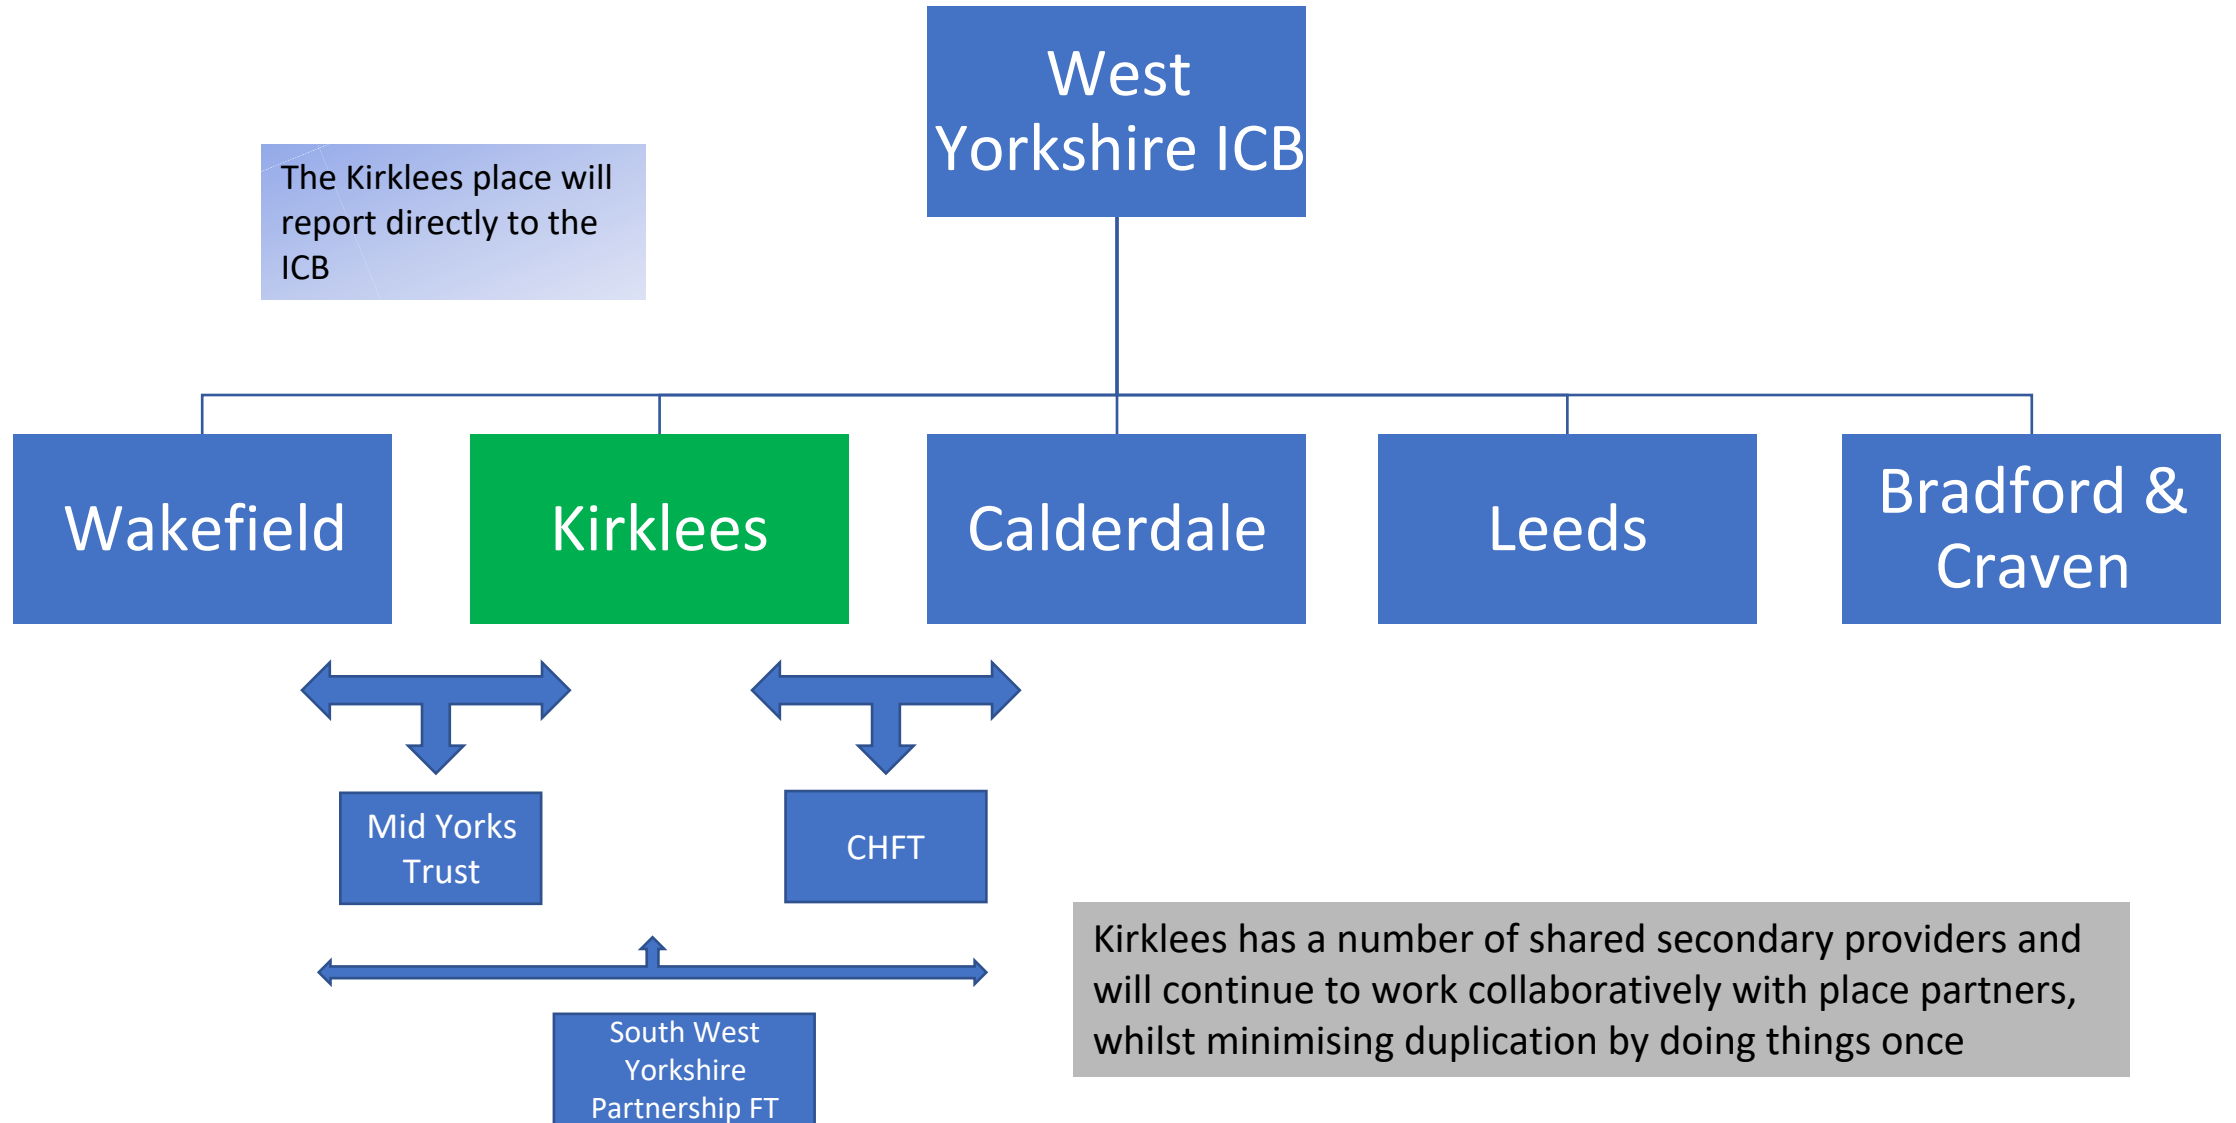 West
Yorkshire ICB
The Kirklees place will
report directly to the
ICB
Wakefield
Kirklees
Calderdale
Leeds
Bradford &
Craven
Mid Yorks
Trust
CHFT
Kirklees has a number of shared secondary providers and
will continue to work collaboratively with place partners,
whilst minimising duplication by doing things once
South West
Yorkshire
Partnership FT